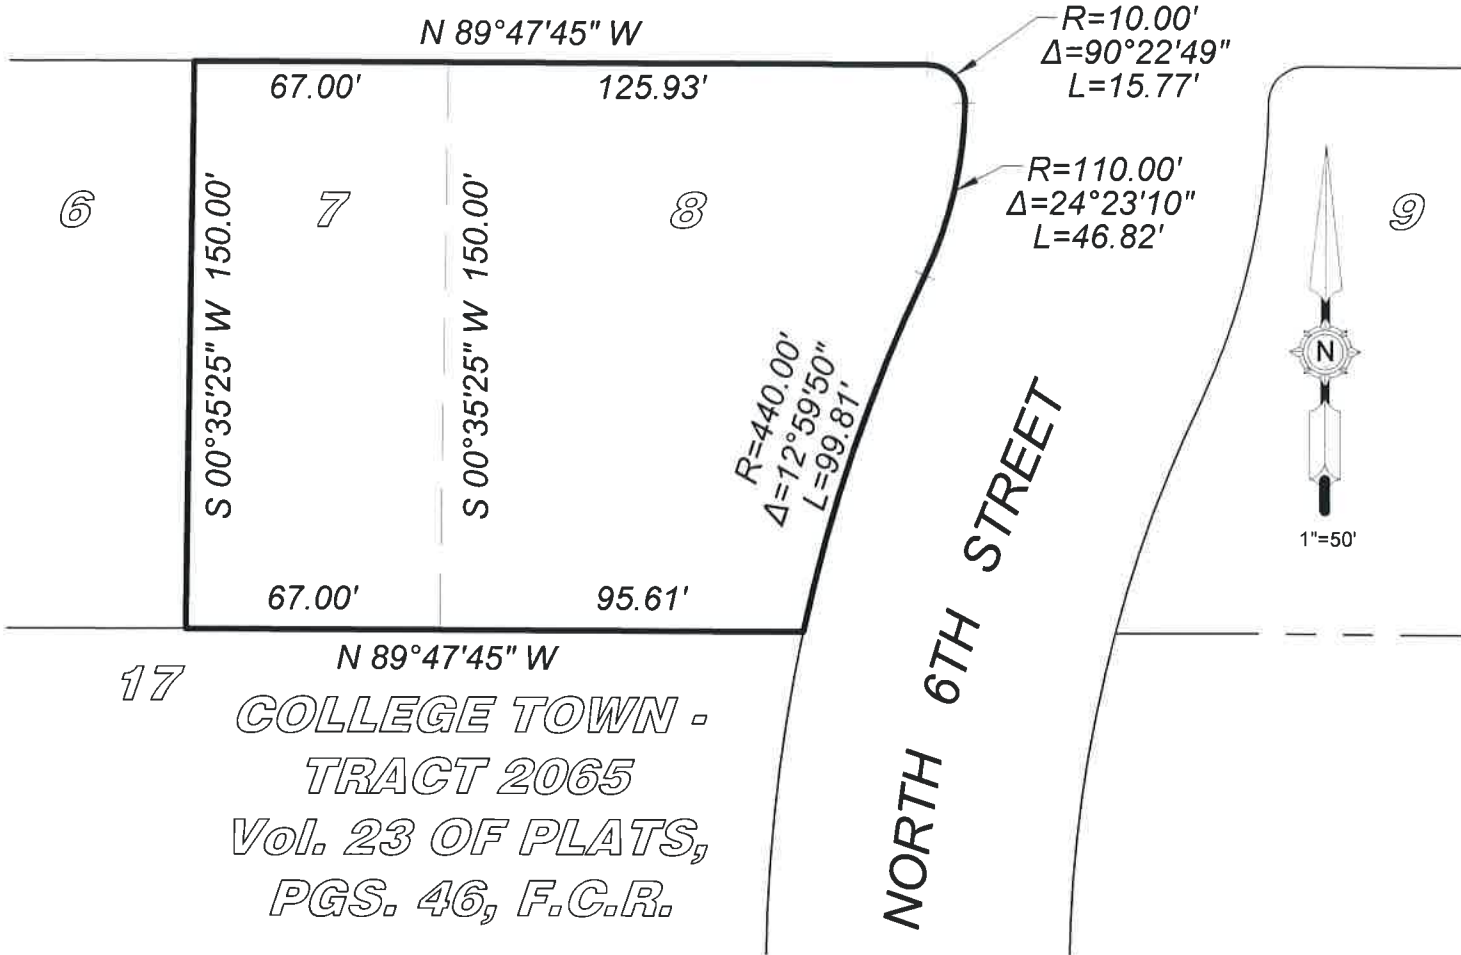 N 89°47'45" W
R=10.00'
Δ=90°22'49"
L=15.77'
67.00'
125.93'
R=110.00'
Δ=24°23'10"
L=46.82'
6
7
8
9
S 00°35'25" W 150.00'
S 00°35'25" W 150.00'
R=440.00'
Δ=12°59'50"
L=99.81'
N
1"=50'
NORTH 6TH STREET
67.00'
95.61'
N 89°47'45" W
17
COLLEGE TOWN -
TRACT 2065
Vol. 23 OF PLATS,
PGS. 46, F.C.R.